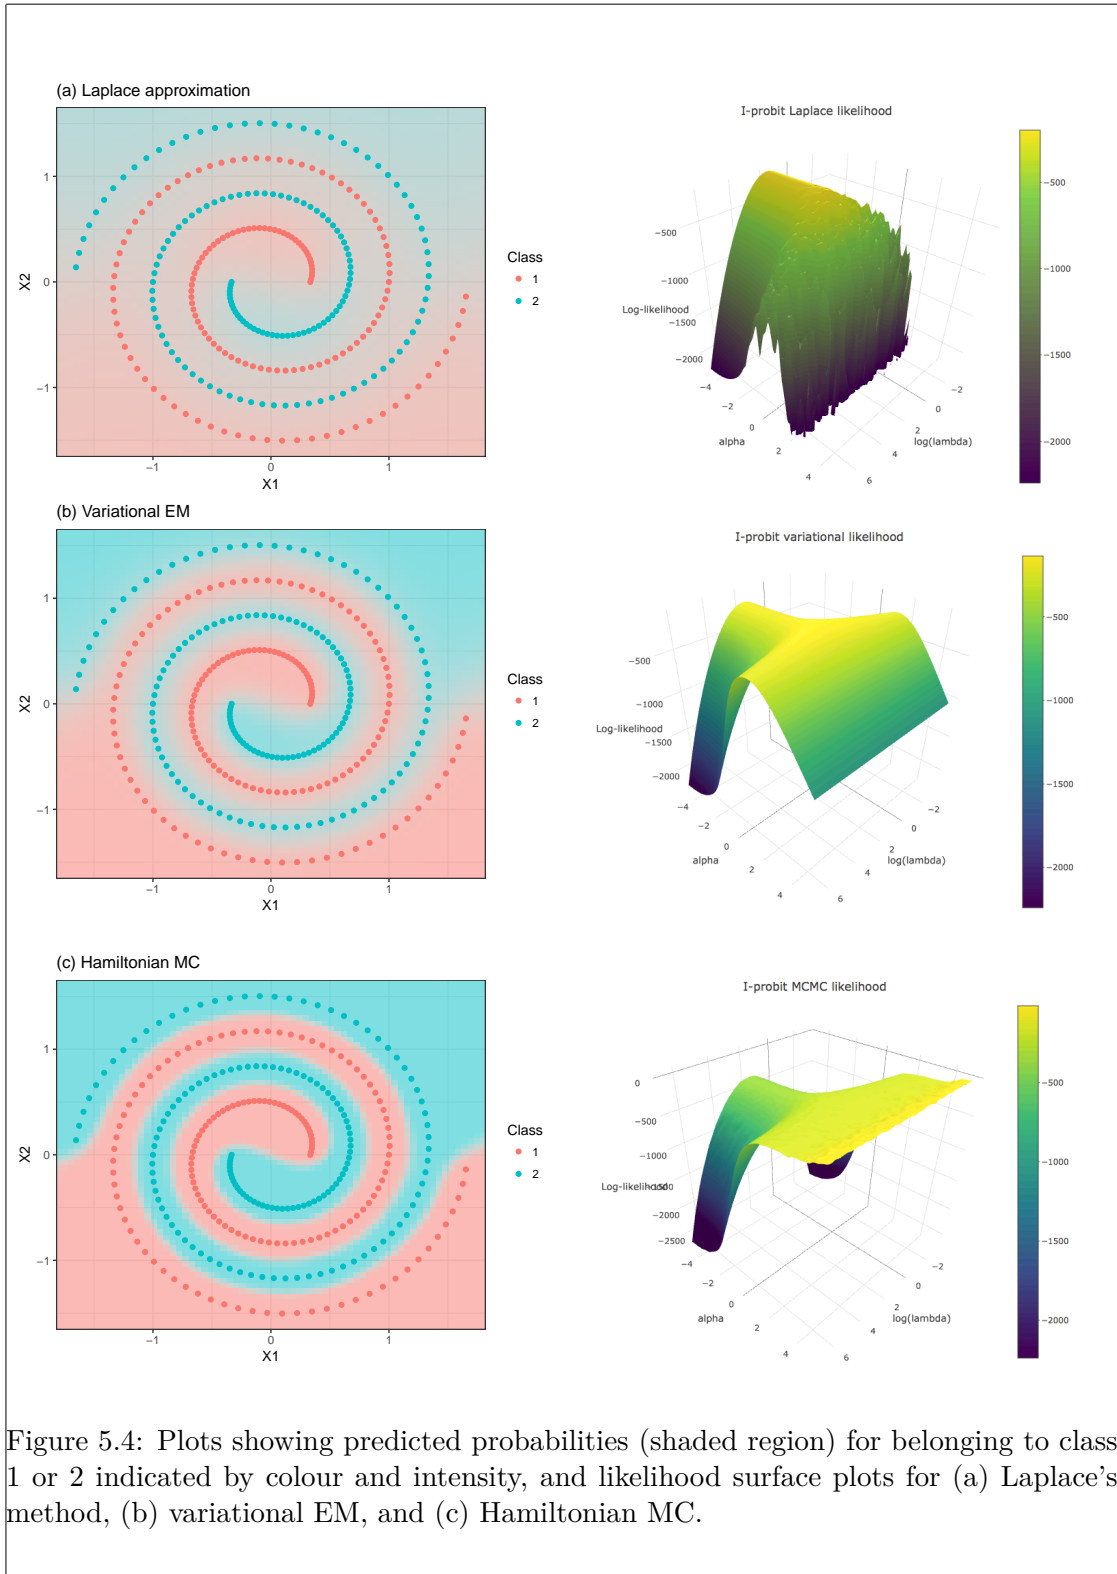 (a) Laplace approximation
X2
1
0
−1
−1
0
1
X1
Class
1
2
I-probit Laplace likelihood
−500
−1000
Log-likelihood
−1500
−2000
−4
−2
0
2
4
alpha
6
4
2
0
−2
log(lambda)
−500
−1000
−1500
−2000
(b) Variational EM
X2
1
0
−1
−1
0
1
X1
Class
1
2
I-probit variational likelihood
−500
−1000
Log-likelihood
−1500
−2000
−4
−2
0
2
4
alpha
6
4
2
0
−2
log(lambda)
−500
−1000
−1500
−2000
(c) Hamiltonian MC
X2
1
0
−1
−1
0
1
X1
Class
1
2
I-probit MCMC likelihood
0
−500
−1000
Log-likelihood
−1500
−2000
−2500
−4
−2
0
2
4
alpha
6
4
2
0
−2
log(lambda)
−500
−1000
−1500
−2000
Figure 5.4: Plots showing predicted probabilities (shaded region) for belonging to class
1 or 2 indicated by colour and intensity, and likelihood surface plots for (a) Laplace's
method, (b) variational EM, and (c) Hamiltonian MC.